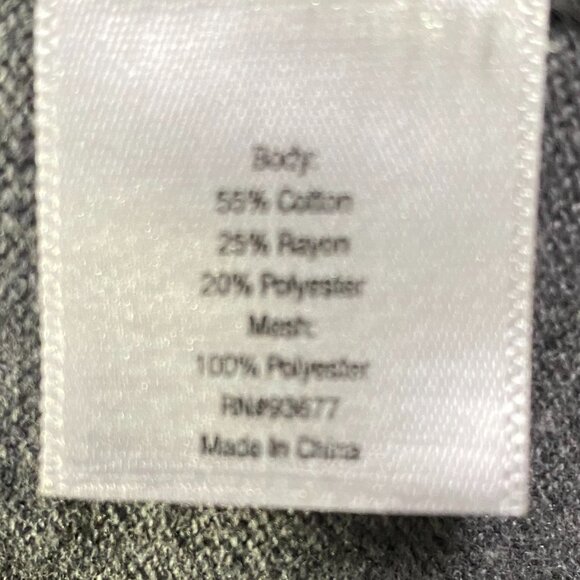 Body:
55% Cotton
25% Rayon
20% Polyester
Mesh:
100% Polyester
RN#93677
Made In China